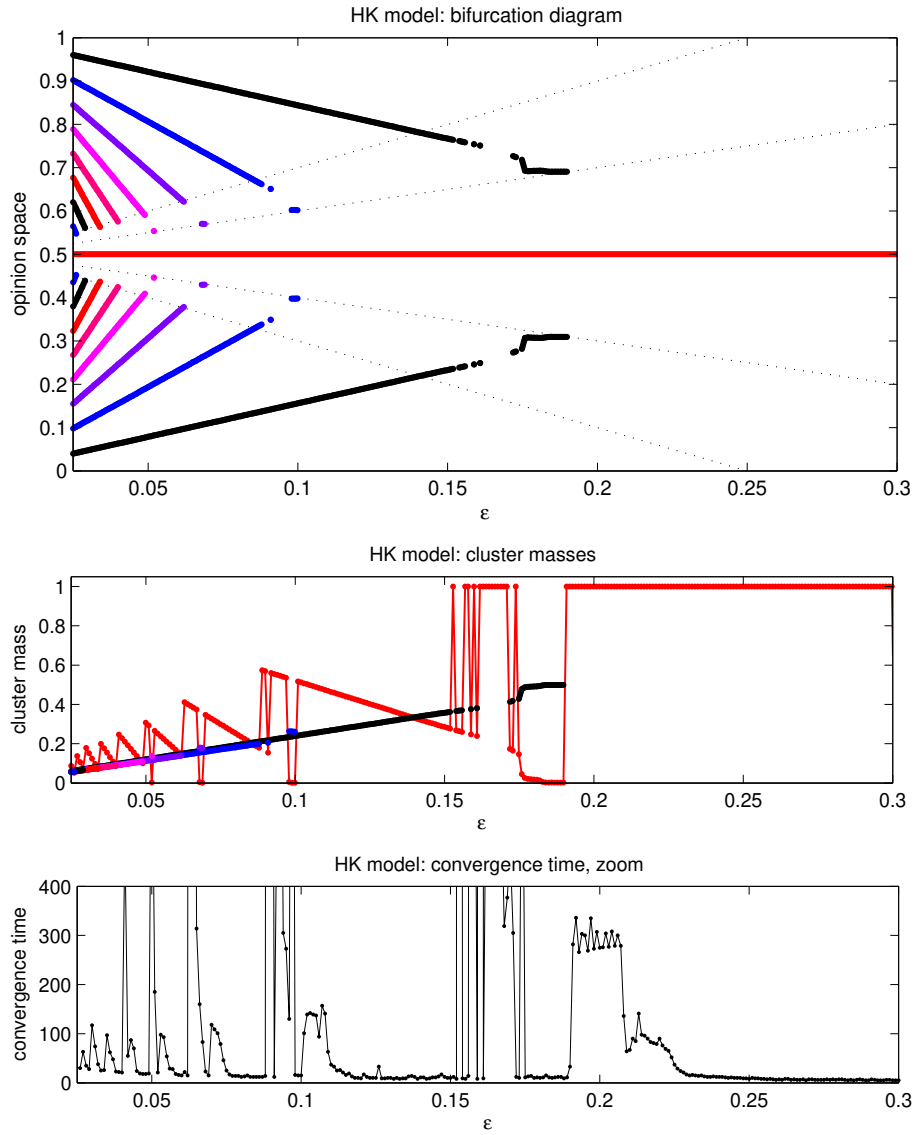 HK model: bifurcation diagram
1
0.9
0.8
0.7
0.6
0.5
0.4
0.3
0.2
0.1
0
opinion space
0.05 0.1 0.15 0.2 0.25 0.3
ε
HK model: cluster masses
1
0.8
0.6
0.4
0.2
0
cluster mass
0.05 0.1 0.15 0.2 0.25 0.3
ε
HK model: convergence time, zoom
400
300
200
100
0
convergence time
0.05 0.1 0.15 0.2 0.25 0.3
ε